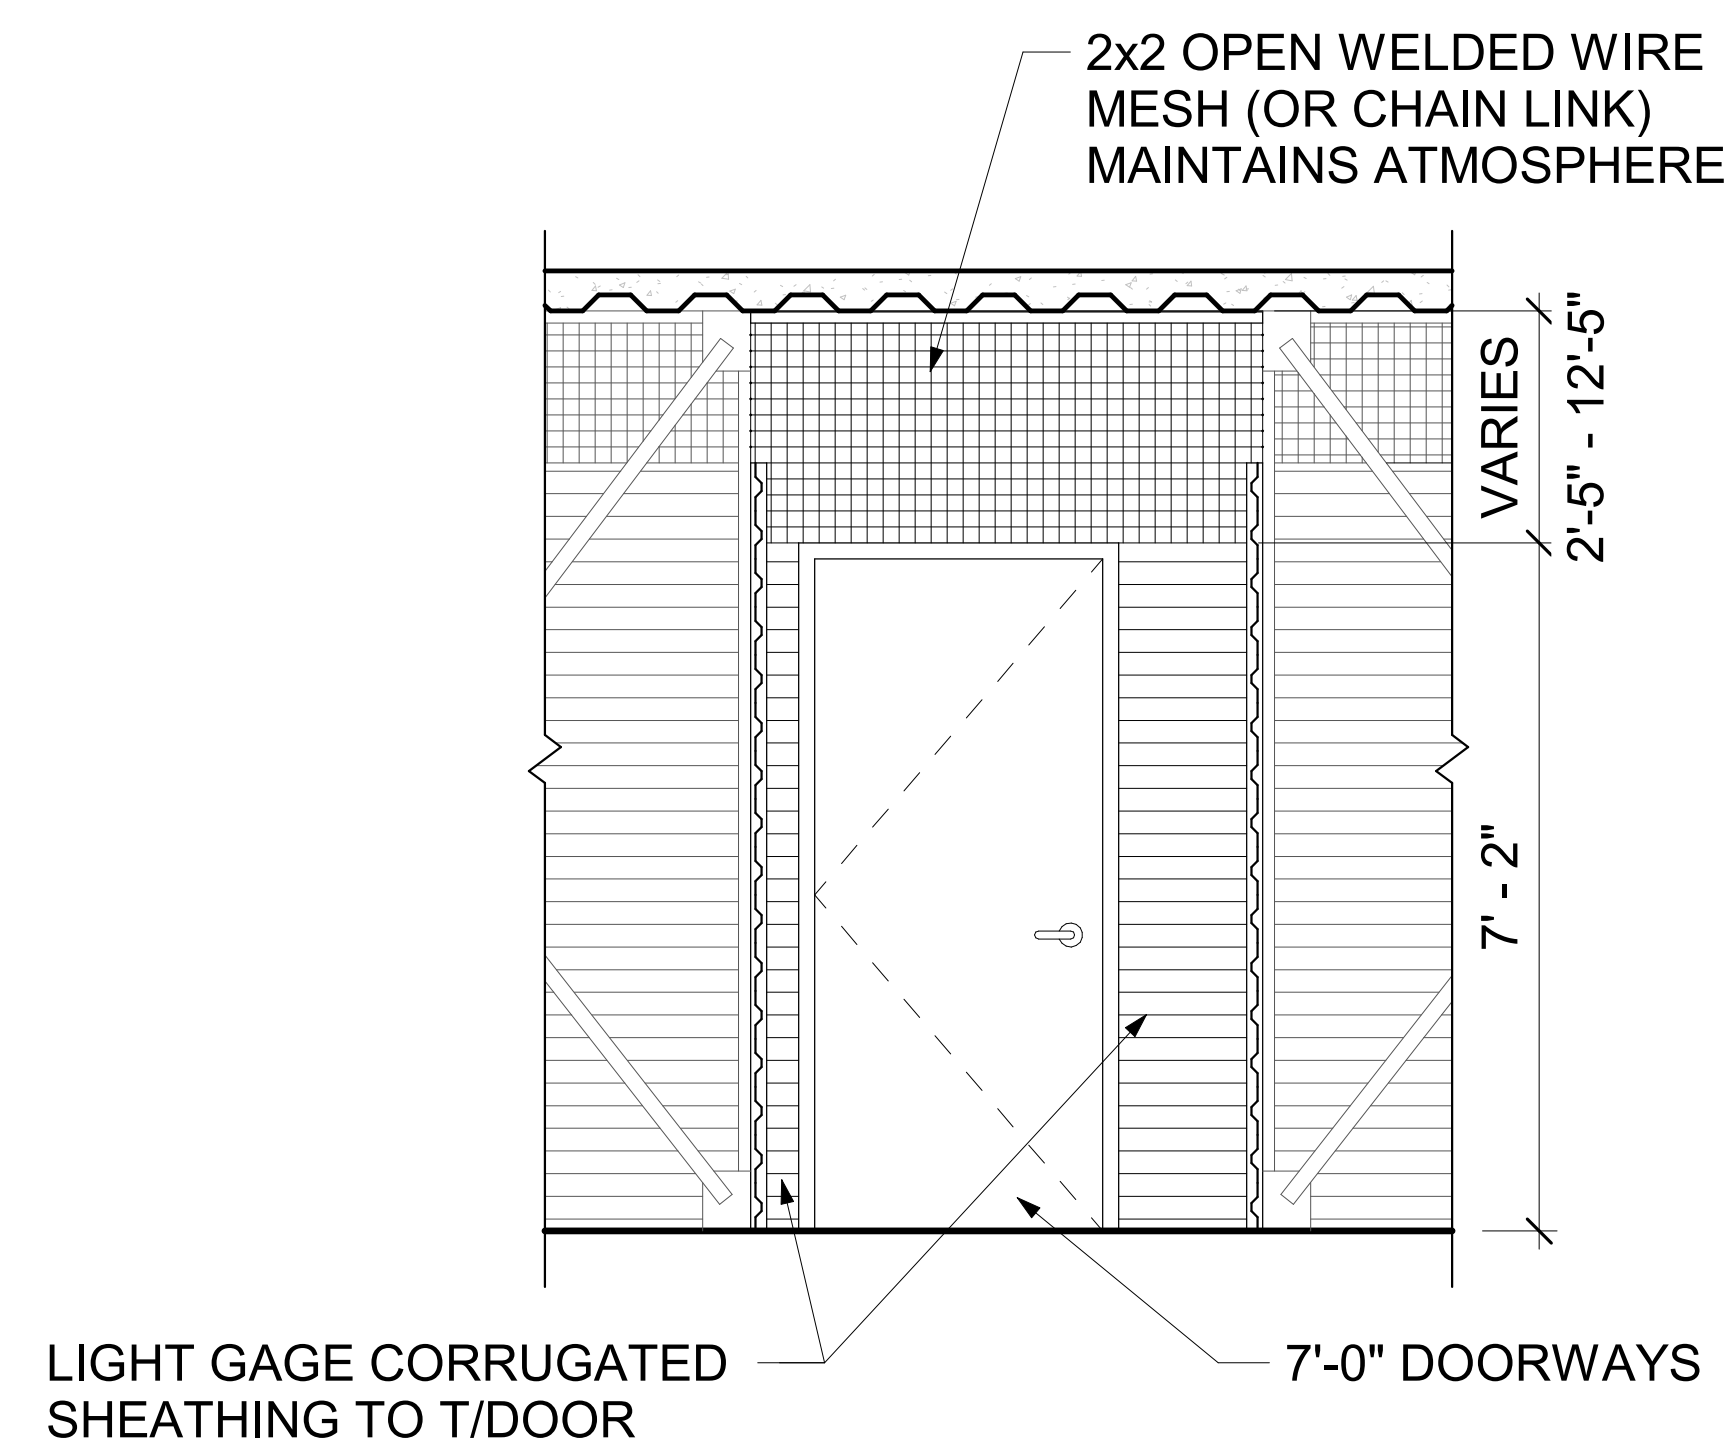 2x2 OPEN WELDED WIRE
MESH (OR CHAIN LINK)
MAINTAINS ATMOSPHERE
VARIES
2'-5" - 12'-5"
7' - 2"
LIGHT GAGE CORRUGATED
SHEATHING TO T/DOOR
7'-0" DOORWAYS